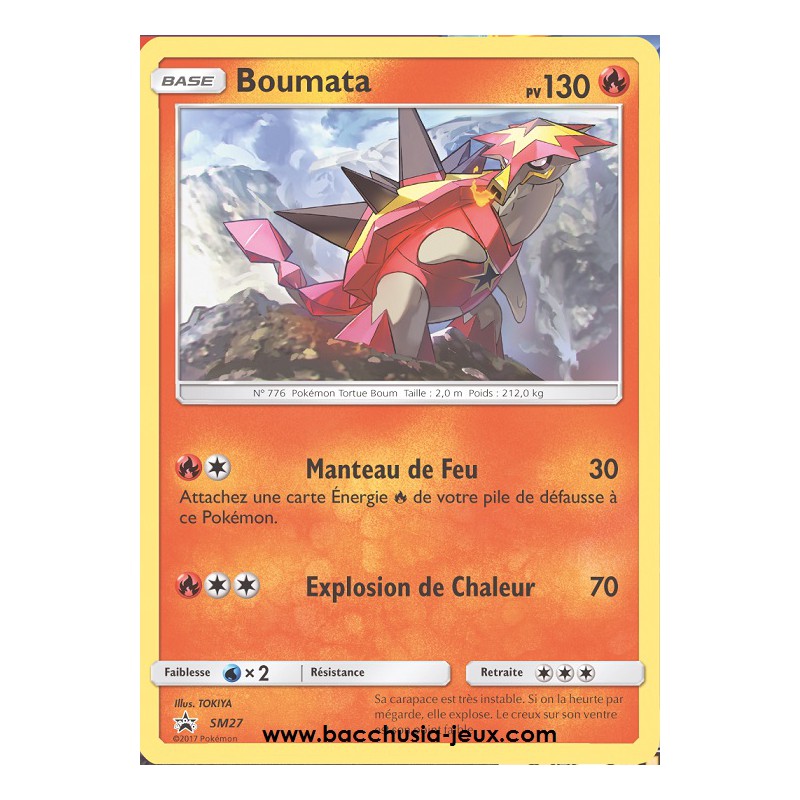 BASE
Boumata
PV 130
N° 776 Pokémon Tortue Boum Taille : 2,0 m Poids : 212,0 kg
Manteau de Feu 30
Attachez une carte Énergie de votre pile de défausse à
ce Pokémon.
Explosion de Chaleur 70
Faiblesse × 2 Résistance Retraite
Illus. TOKIYA
SM27
©2017 Pokémon
Sa carapace est très instable. Si on la heurte par
mégarde, elle explose. Le creux sur son ventre
www.bacchusia-jeux.com